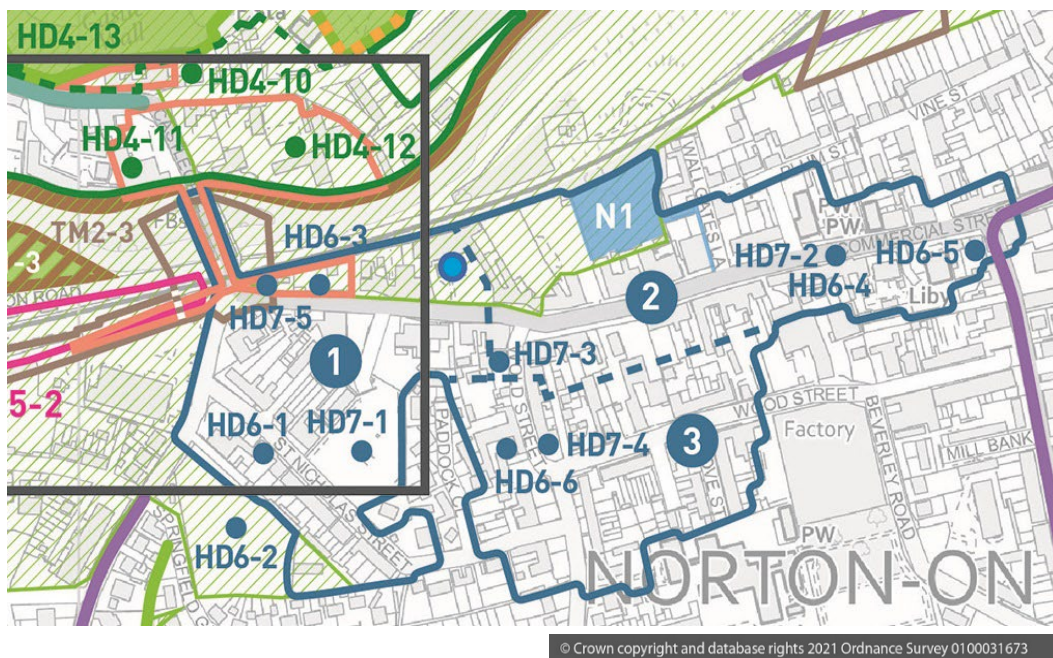 HD4-13
HD4-10
VINE ST
HD4-11
HD4-12
WALLGATES LA
N1
TM2-3
HD6-3
PW
COMMERCIAL STREET
HD7-2
HD6-5
-3
HD6-4
2
Liby
ON ROAD
HD7-5
1
HD7-3
5-2
WOOD STREET
BEVERLEY ROAD
HD6-1
HD7-1
PADDOCK
HD7-4
3
Factory
MILL BANK
HD6-6
ST NICHOLAS STREET
HD6-2
PW
NORTON-ON
© Crown copyright and database rights 2021 Ordnance Survey 0100031673